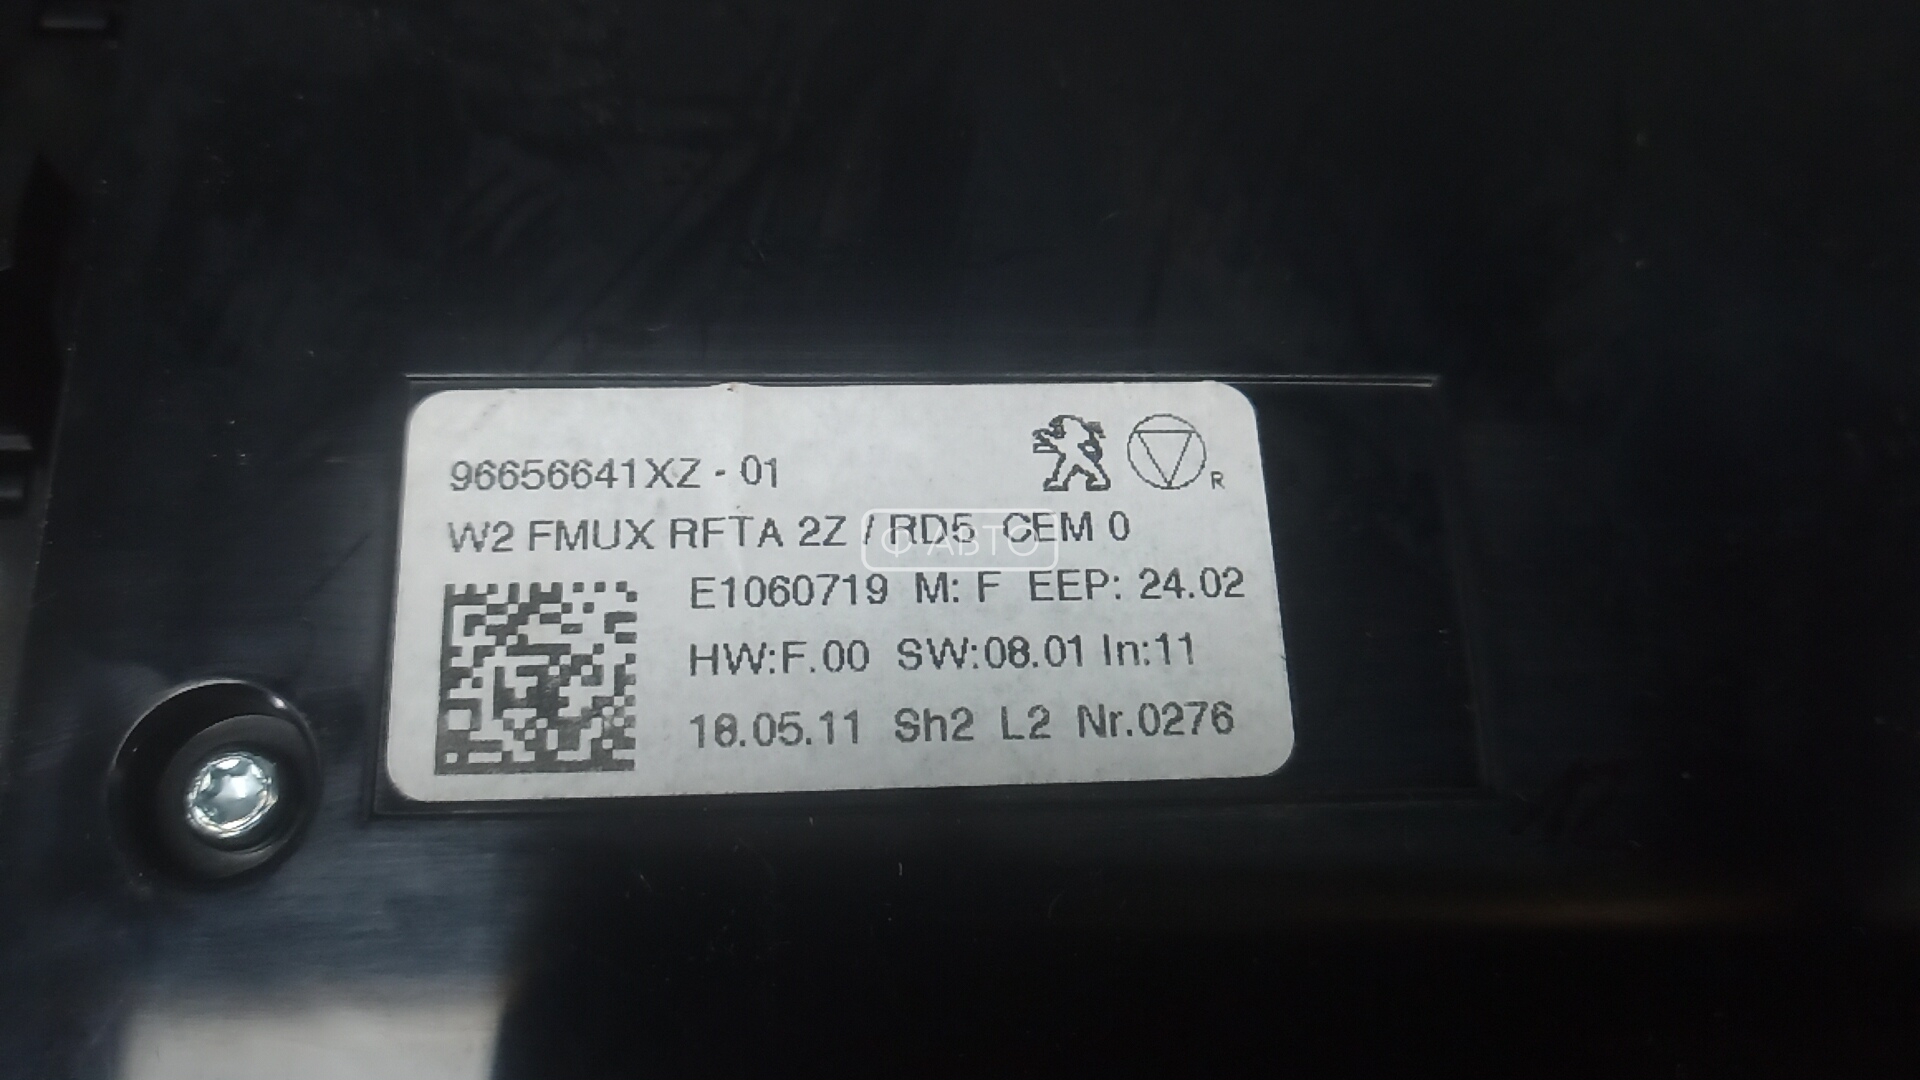 96656641XZ - 01
R
W2 FMUX RFTA 2Z / RD5 CEM 0
Ф АВТО
E1060719 M: F EEP: 24.02
HW:F.00 SW:08.01 In:11
18.05.11 Sh2 L2 Nr.0276